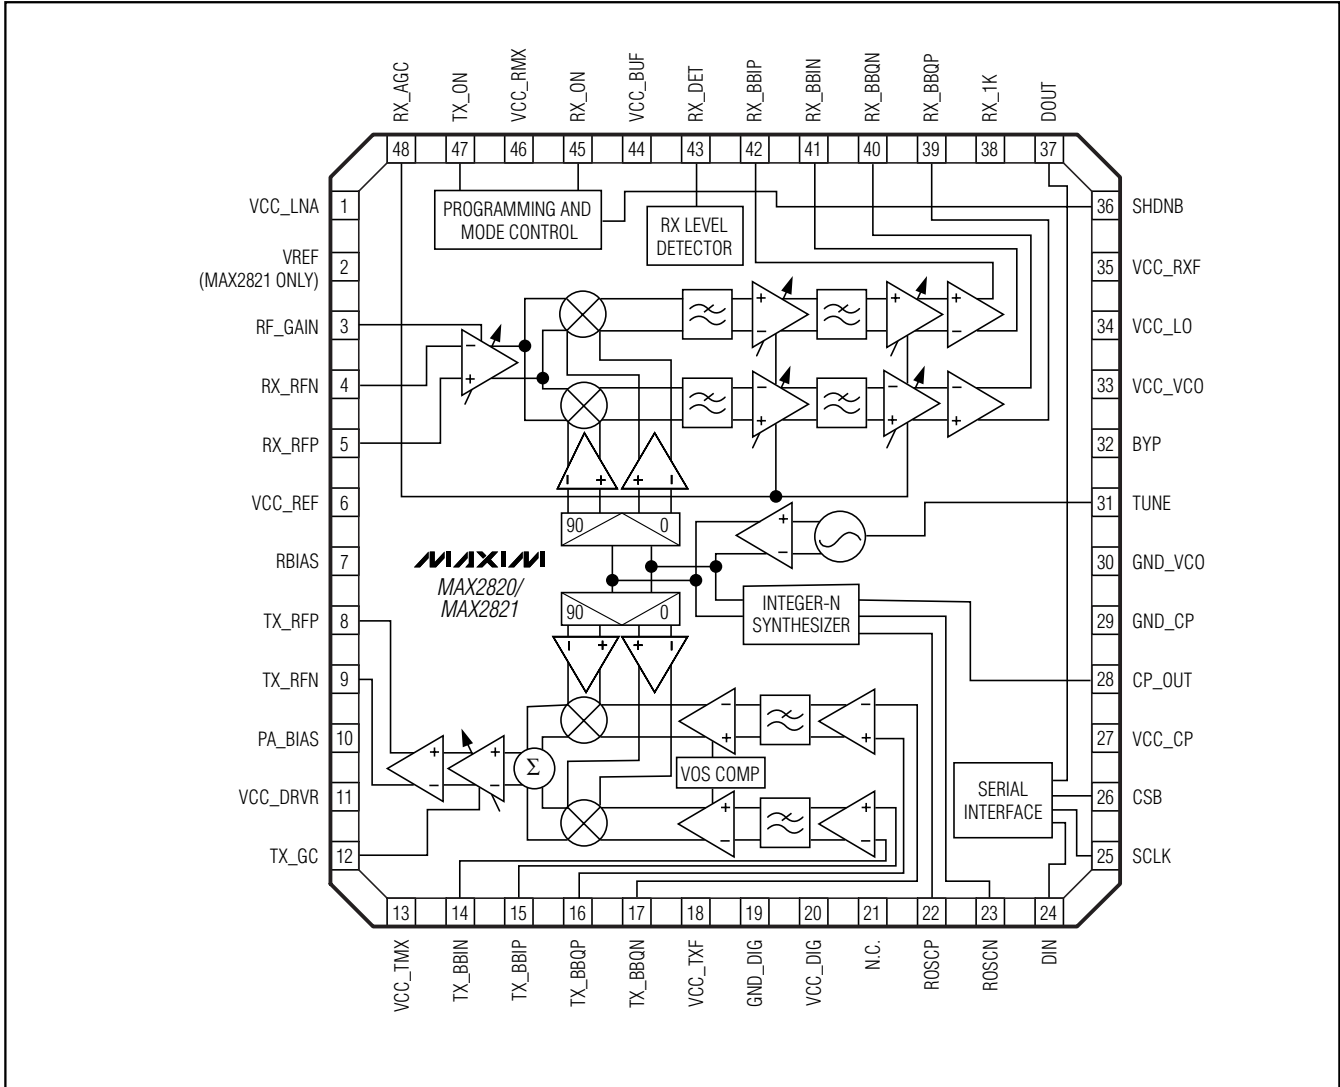 RX_AGC
TX_ON
VCC_RMX
RX_ON
VCC_BUF
RX_DET
RX_BBIP
RX_BBIN
RX_BBQN
RX_BBQP
RX_1K
DOUT
48 47 46 45 44 43 42 41 40 39 38 37
VCC_LNA 1
VREF
(MAX2821 ONLY) 2
RF_GAIN 3
RX_RFN 4
RX_RFP 5
VCC_REF 6
RBIAS 7
TX_RFP 8
TX_RFN 9
PA_BIAS 10
VCC_DRVR 11
TX_GC 12
PROGRAMMING AND
MODE CONTROL
RX LEVEL
DETECTOR
− +
+ −
+ −
− +
− +
+ −
− +
− + + −
90 0
+ −
MAXIM
MAX2820/
MAX2821
90 0
− + + −
INTEGER-N
SYNTHESIZER
− +
− +
+ −
+ −
Σ
VOS COMP
+ −
+ −
SERIAL
INTERFACE
36 SHDNB
35 VCC_RXF
34 VCC_LO
33 VCC_VCO
32 BYP
31 TUNE
30 GND_VCO
29 GND_CP
28 CP_OUT
27 VCC_CP
26 CSB
25 SCLK
13 14 15 16 17 18 19 20 21 22 23 24
VCC_TMX
TX_BBIN
TX_BBIP
TX_BBQP
TX_BBQN
VCC_TXF
GND_DIG
VCC_DIG
N.C.
ROSCP
ROSCN
DIN